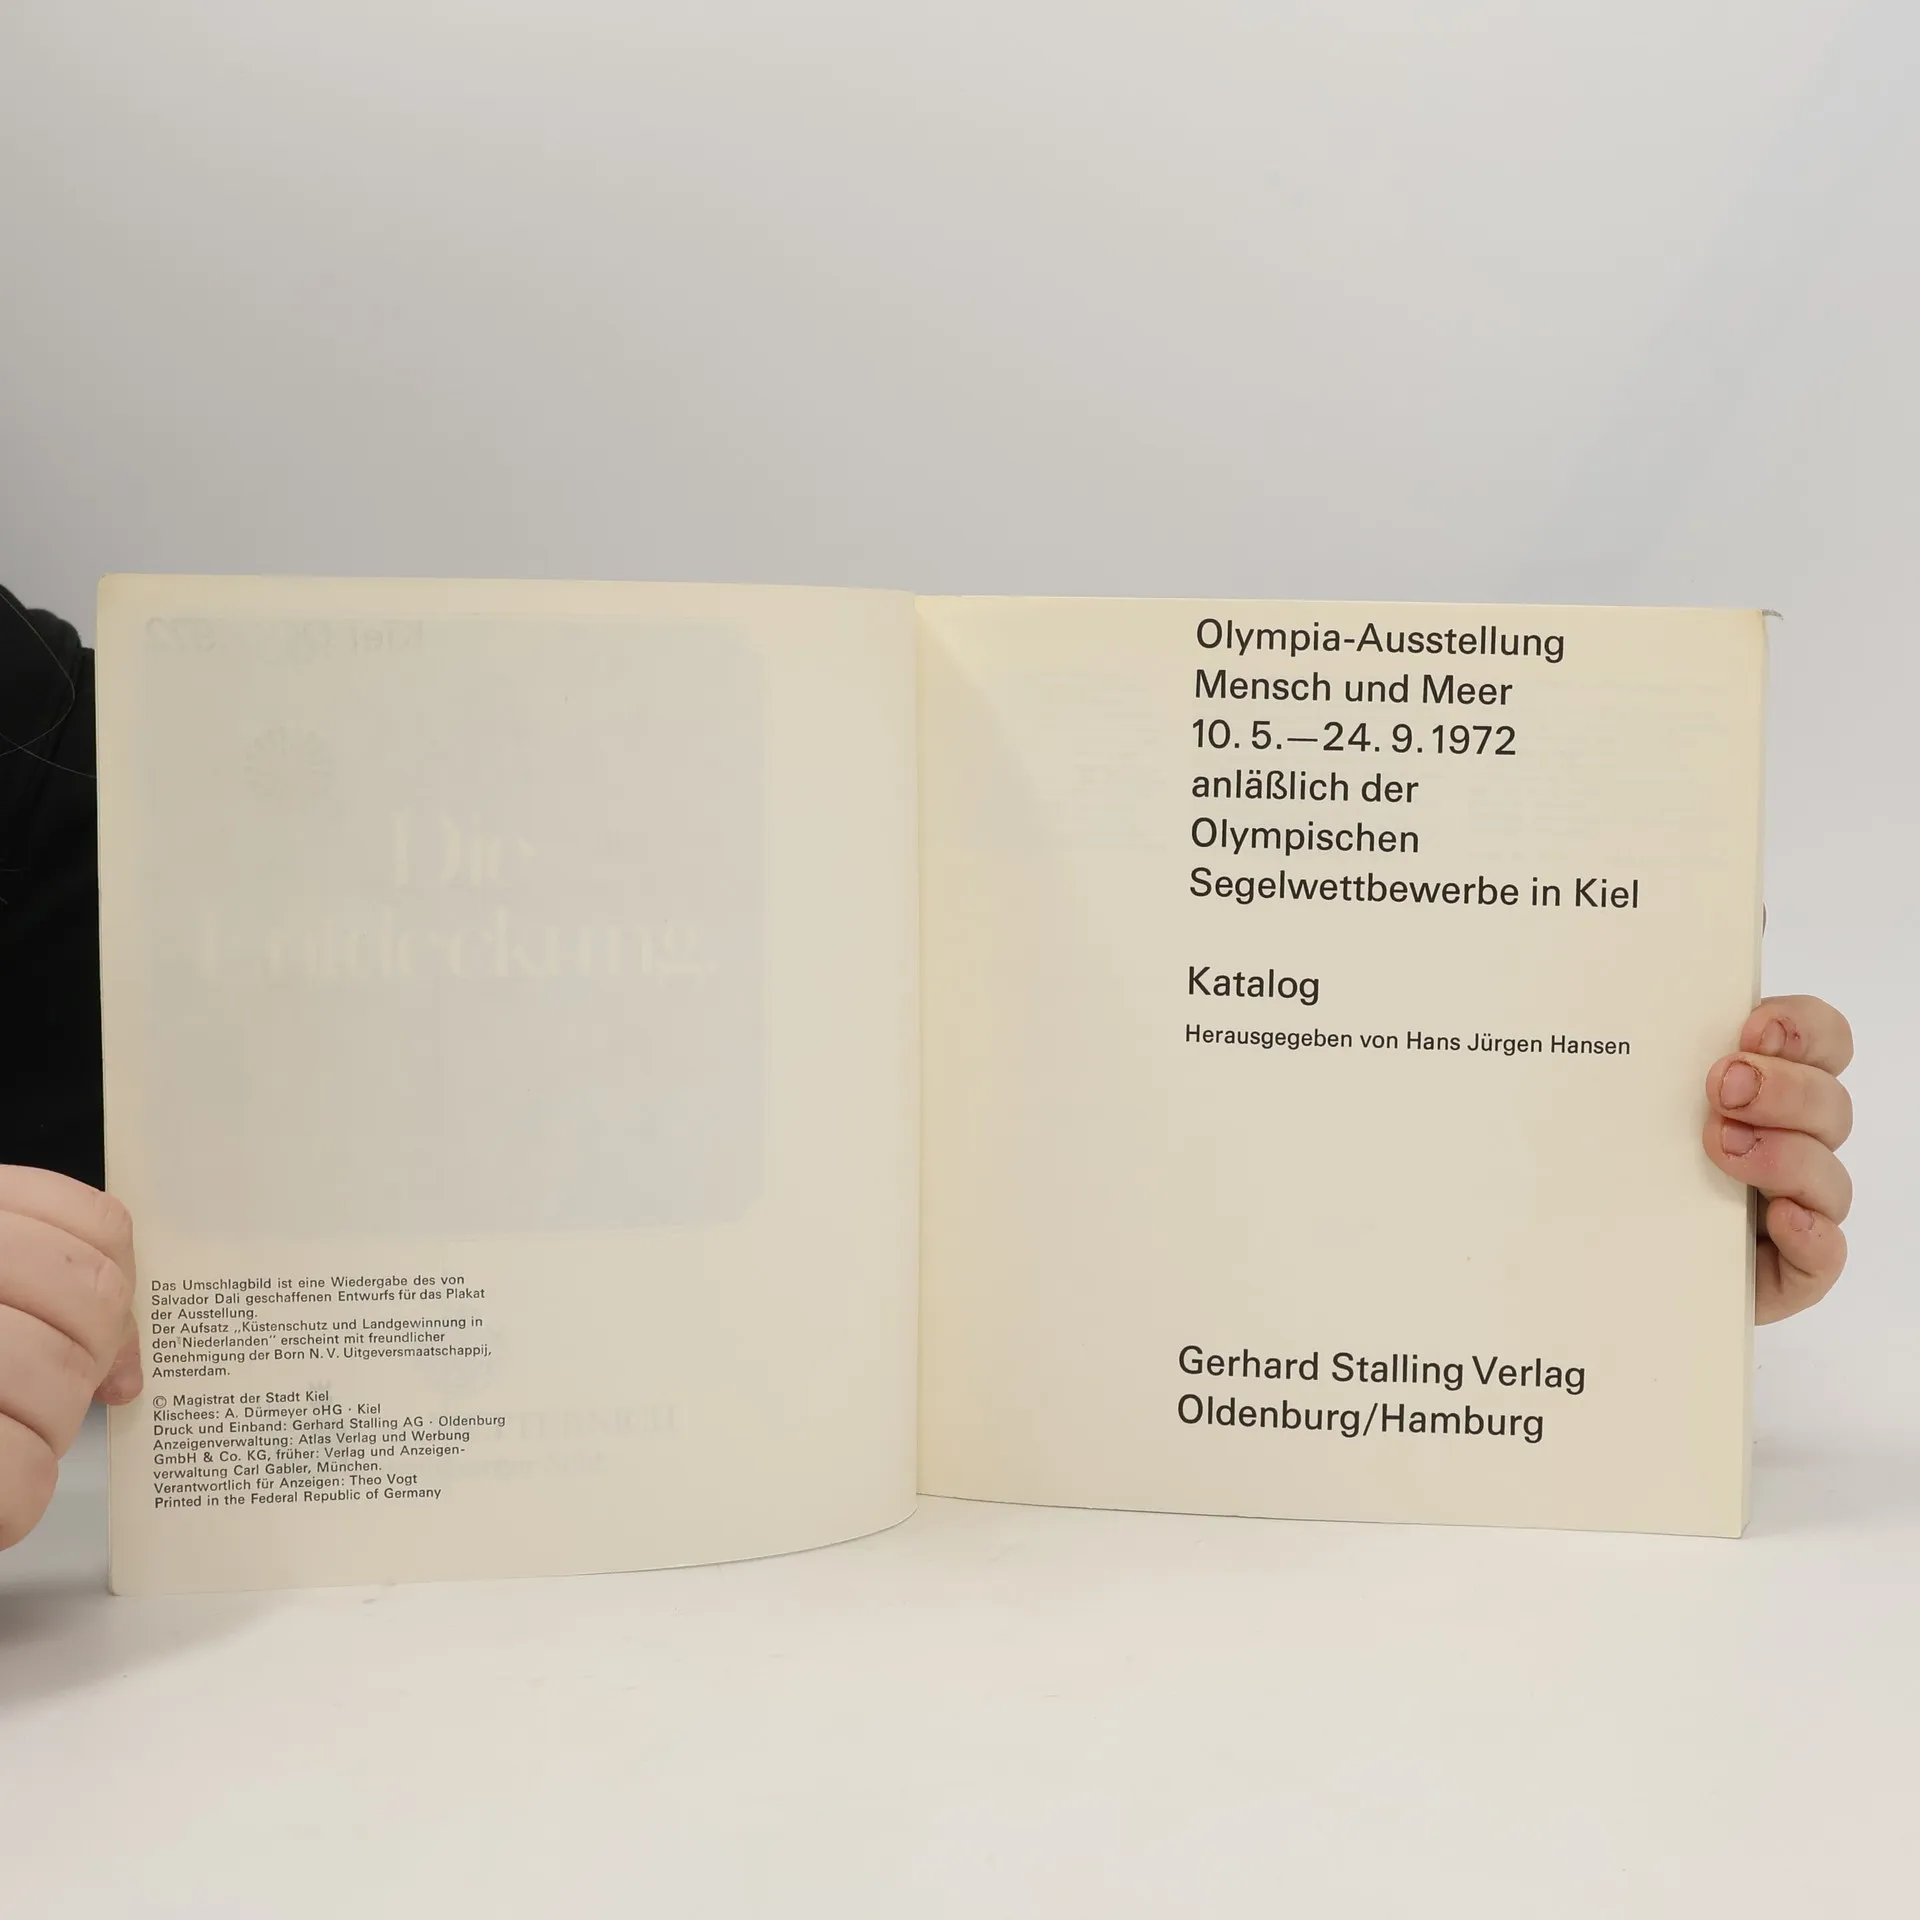 Das Umschlagbild ist eine Wiedergabe des von
Salvador Dali geschaffenen Entwurfs für das Plakat
der Ausstellung.
Der Aufsatz „Küstenschutz und Landgewinnung in
den Niederlanden“ erscheint mit freundlicher
Genehmigung der Born N. V. Uitgeversmaatschappij,
Amsterdam.
© Magistrat der Stadt Kiel
Klischees: A. Dürmeyer oHG · Kiel
Druck und Einband: Gerhard Stalling AG · Oldenburg
Anzeigenverwaltung: Atlas Verlag und Werbung
GmbH & Co. KG, früher: Verlag und Anzeigen-
verwaltung Carl Gabler, München.
Verantwortlich für Anzeigen: Theo Vogt
Printed in the Federal Republic of Germany
Olympia-Ausstellung
Mensch und Meer
10. 5.—24. 9. 1972
anläßlich der
Olympischen
Segelwettbewerbe in Kiel
Katalog
Herausgegeben von Hans Jürgen Hansen
Gerhard Stalling Verlag
Oldenburg/Hamburg